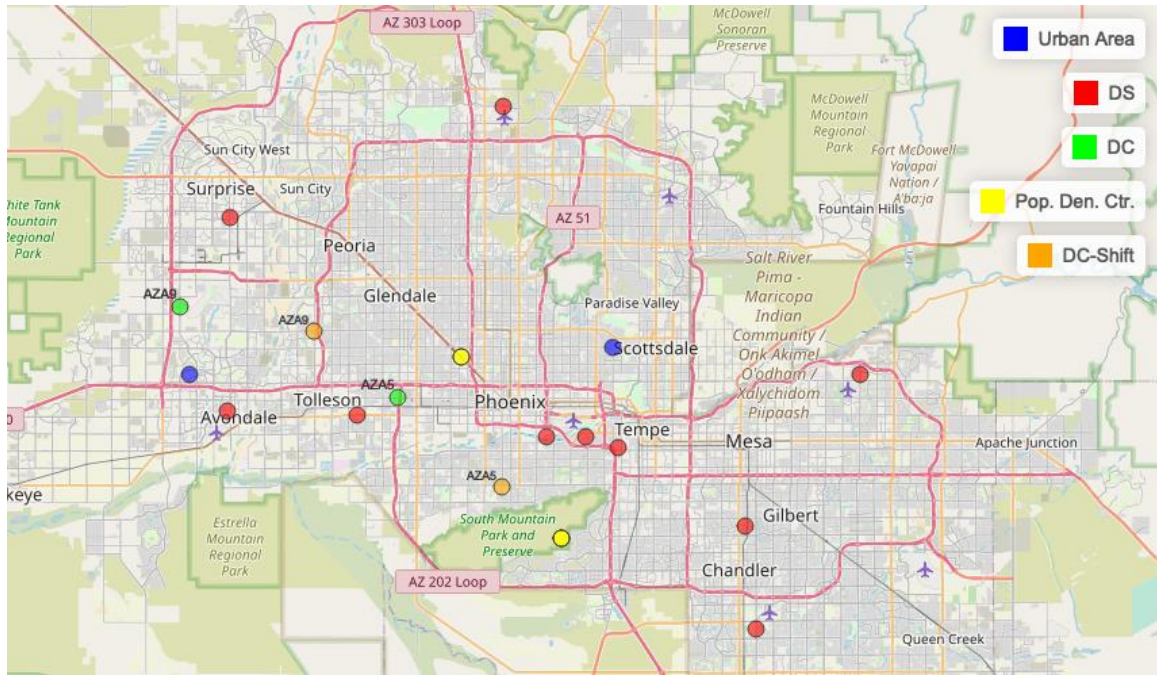 AZ 303 Loop
McDowell
Sonoran
Preserve
Urban Area
DS
DC
Pop. Den. Ctr.
DC-Shift
McDowell
Mountain
Regional
Park
Fort McDowell
Yavapai
Nation /
A'ba:ja
Sun City West
Surprise
Sun City
hite Tank
Mountain
Regional
Park
AZ 51
Fountain Hills
Peoria
Salt River
Pima -
Maricopa
Indian
Community /
Onk Akimel
O'odham /
Xalychidom
Piipaash
AZA9
Glendale
Paradise Valley
AZA9
Scottsdale
AZA5
Tolleson
Phoenix
Avondale
0
Tempe
Mesa
Apache Junction
AZA5
keye
Estrella
Mountain
Regional
Park
South Mountain
Park and
Preserve
Gilbert
Chandler
AZ 202 Loop
Queen Creek